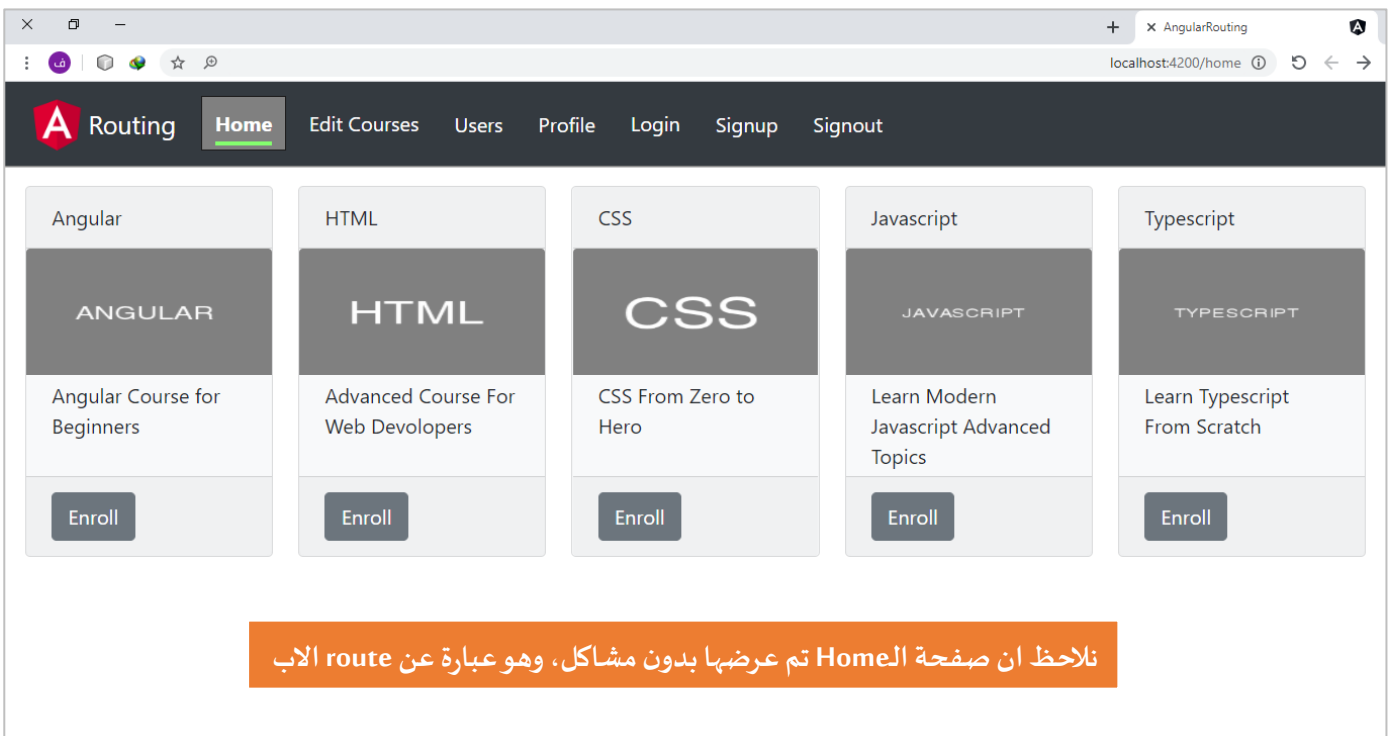 AngularRouting
localhost:4200/home
ف
Routing Home Edit Courses Users Profile Login Signup Signout
Angular
ANGULAR
Angular Course for
Beginners
Enroll
HTML
HTML
Advanced Course For
Web Devolopers
Enroll
CSS
CSS
CSS From Zero to
Hero
Enroll
Javascript
JAVASCRIPT
Learn Modern
Javascript Advanced
Topics
Enroll
Typescript
TYPESCRIPT
Learn Typescript
From Scratch
Enroll
نلاحظ ان صفحة الـHome تم عرضها بدون مشاكل، وهو عبارة عن route الاب